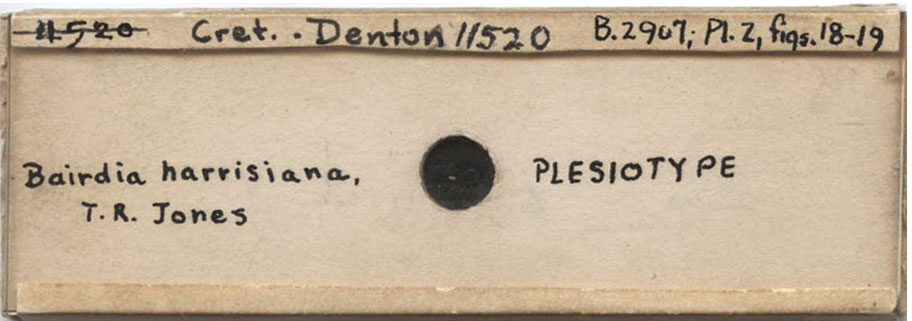 4520 Cret. . Denton 11520 B.2907; Pl. 2, figs. 18-19
Bairdia harrisiana, PLESIOTYPE
T. R. Jones